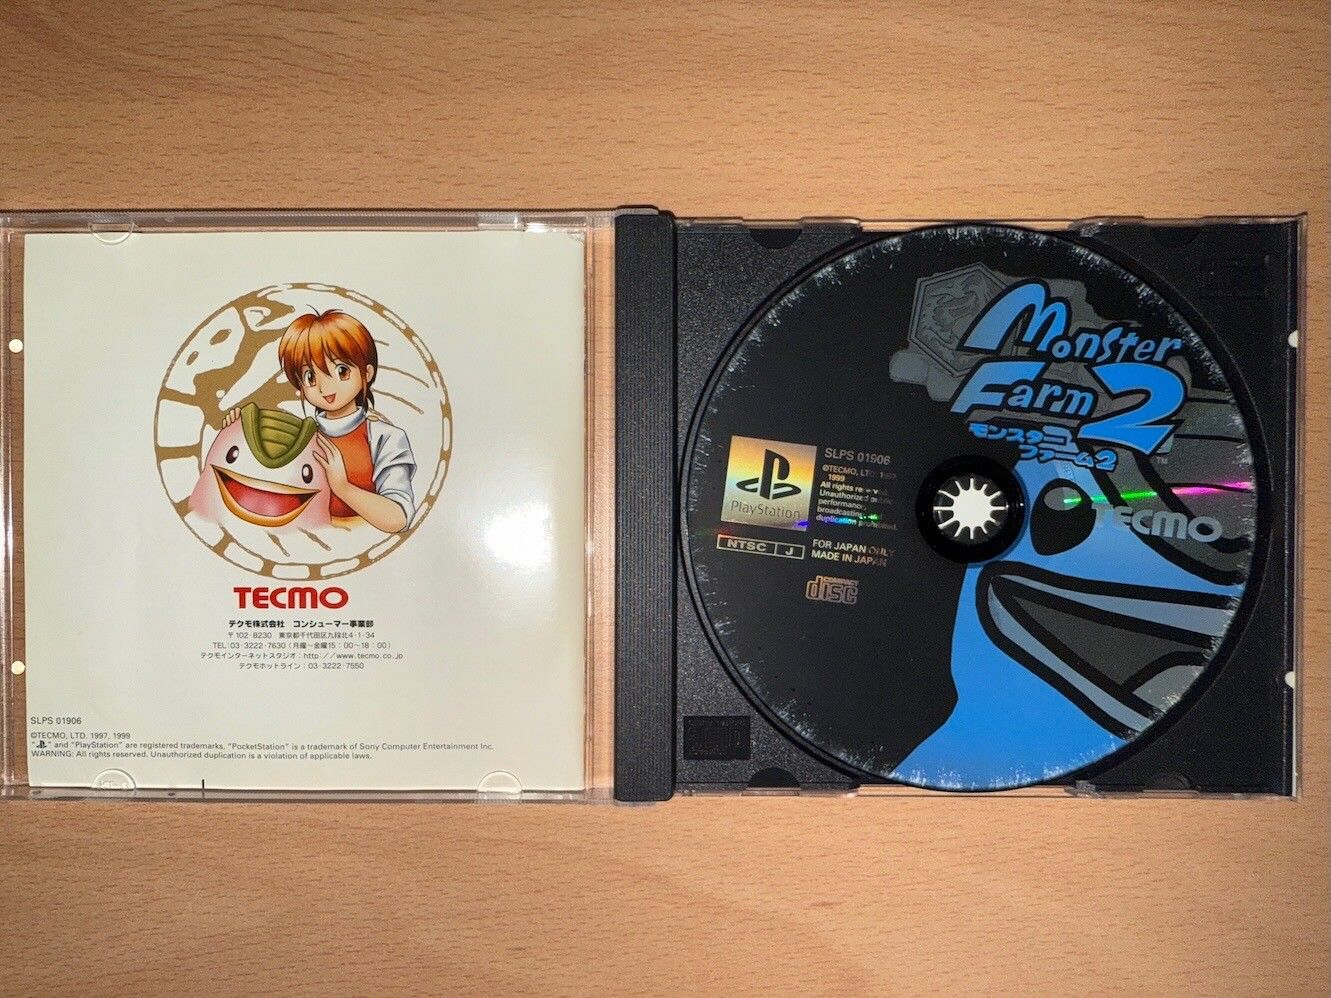 TECMO
テクモ株式会社 コンシューマー事業部
〒102-8230 東京都千代田区九段北4-1-34
TEL:03-3222-7630(月曜~金曜15:00~18:00)
テクモインターネットスタジオ:http://www.tecmo.co.jp
テクモホットライン:03-3222-7550
SLPS 01906
©TECMO, LTD. 1997, 1999
" " and "PlayStation" are registered trademarks, "PocketStation" is a trademark of Sony Computer Entertainment Inc.
WARNING: All rights reserved. Unauthorized duplication is a violation of applicable laws.
Monster
Farm 2
モンスター
ファーム2
TM
TECMO
PlayStation
NTSC J
SLPS 01906
©TECMO, LTD. 1997
1999
All rights reserved.
Unauthorized
performance,
broadcasting
duplication prohibited.
FOR JAPAN ONLY
MADE IN JAPAN
COMPACT
disc